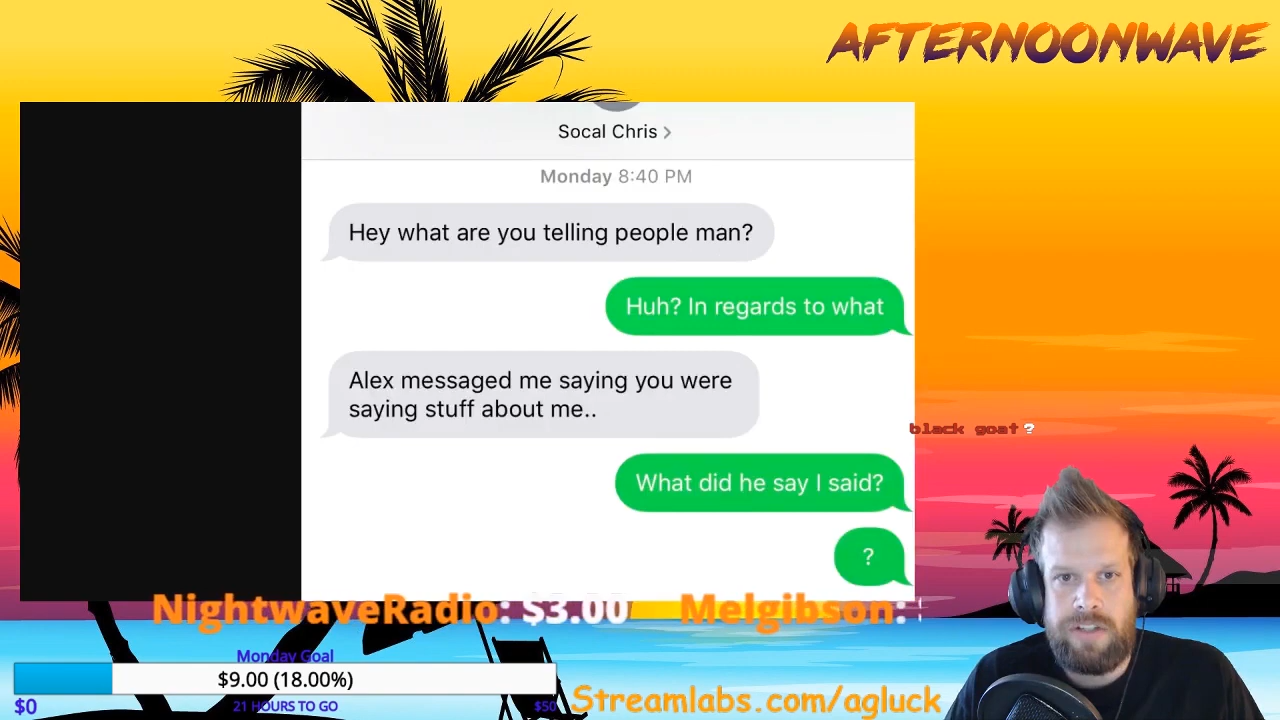 AFTERNOONWAVE
Socal Chris >
Monday 8:40 PM
Hey what are you telling people man?
Huh? In regards to what
Alex messaged me saying you were
saying stuff about me..
black goat?
What did he say I said?
?
NightwaveRadio: $3.00 Melgibson:
Monday Goal
$9.00 (18.00%)
$0 21 HOURS TO GO $50
Streamlabs.com/agluck